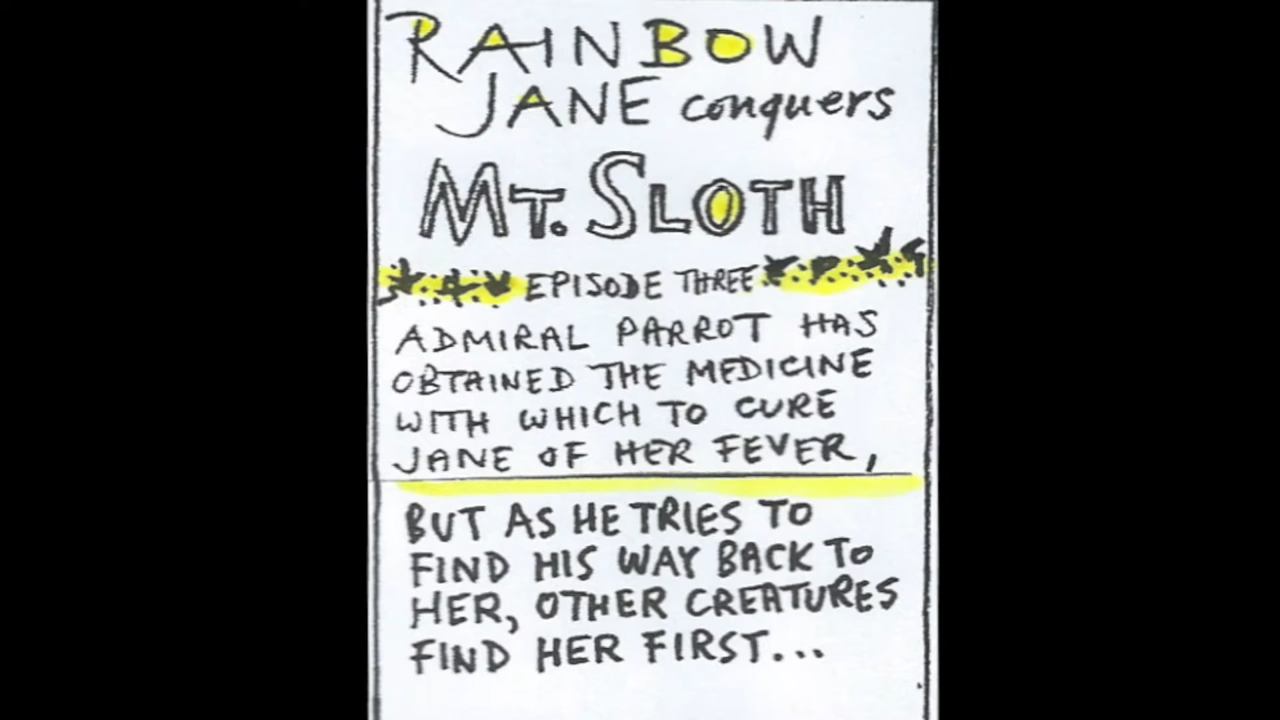 RAINBOW
JANE conquers
MT. SLOTH
EPISODE THREE
ADMIRAL PARROT HAS
OBTAINED THE MEDICINE
WITH WHICH TO CURE
JANE OF HER FEVER,
BUT AS HE TRIES TO
FIND HIS WAY BACK TO
HER, OTHER CREATURES
FIND HER FIRST...